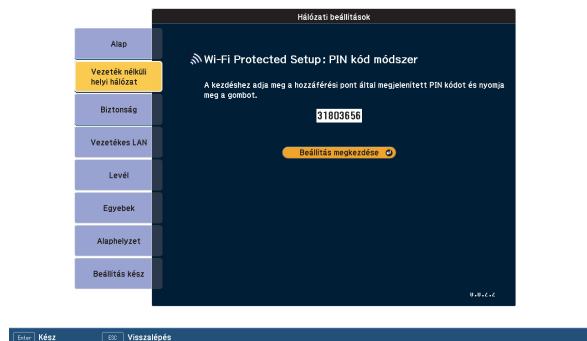 Hálózati beállítások
Alap
Vezeték nélküli
helyi hálózat
Biztonság
Vezetékes LAN
Levél
Egyebek
Alaphelyzet
Beállítás kész
Wi-Fi Protected Setup: PIN kód módszer
A kezdéshez adja meg a hozzáférési pont által megjelenített PIN kódot és nyomja
meg a gombot.
31803656
Beállítás megkezdése
Enter Kész
ESC Visszalépés